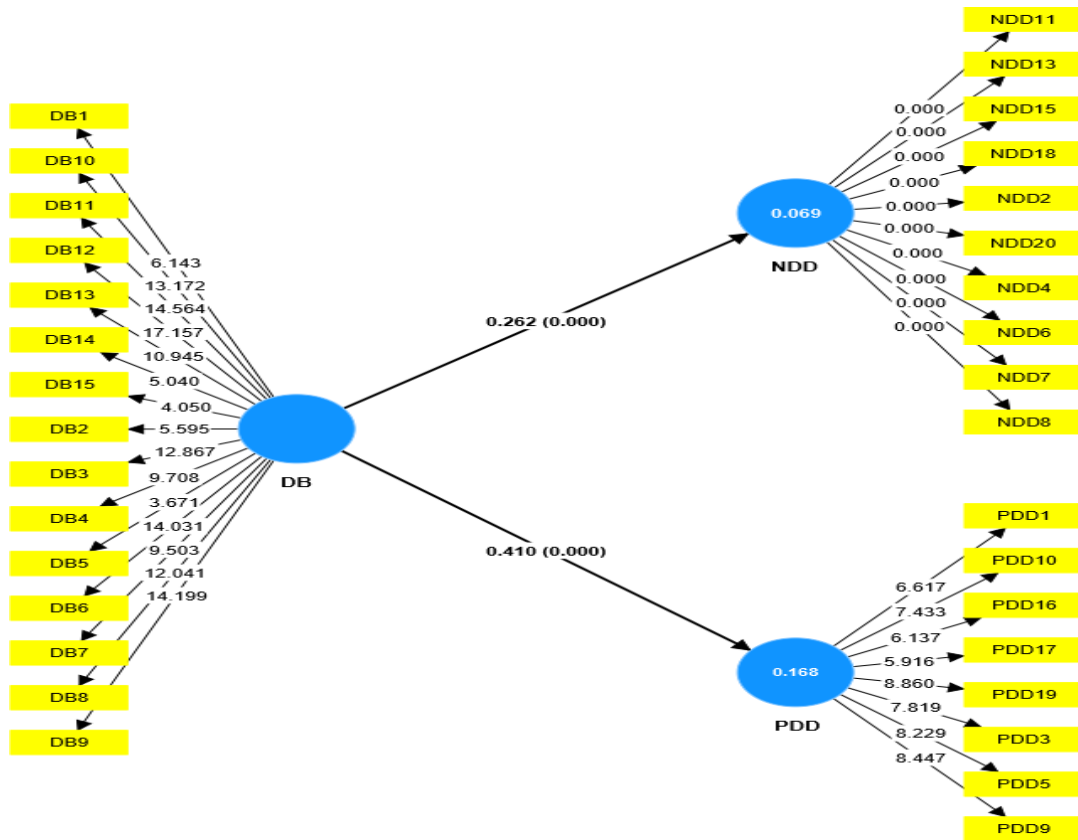 DB1
DB10
DB11
DB12
DB13
DB14
DB15
DB2
DB3
DB4
DB5
DB6
DB7
DB8
DB9
6.143
13.172
14.564
17.157
10.945
5.040
4.050
5.595
12.867
9.708
3.671
14.031
9.503
12.041
14.199
DB
0.262 (0.000)
0.410 (0.000)
0.069
NDD
0.000
0.000
0.000
0.000
0.000
0.000
0.000
0.000
0.000
0.000
NDD11
NDD13
NDD15
NDD18
NDD2
NDD20
NDD4
NDD6
NDD7
NDD8
0.168
PDD
6.617
7.433
6.137
5.916
8.860
7.819
8.229
8.447
PDD1
PDD10
PDD16
PDD17
PDD19
PDD3
PDD5
PDD9